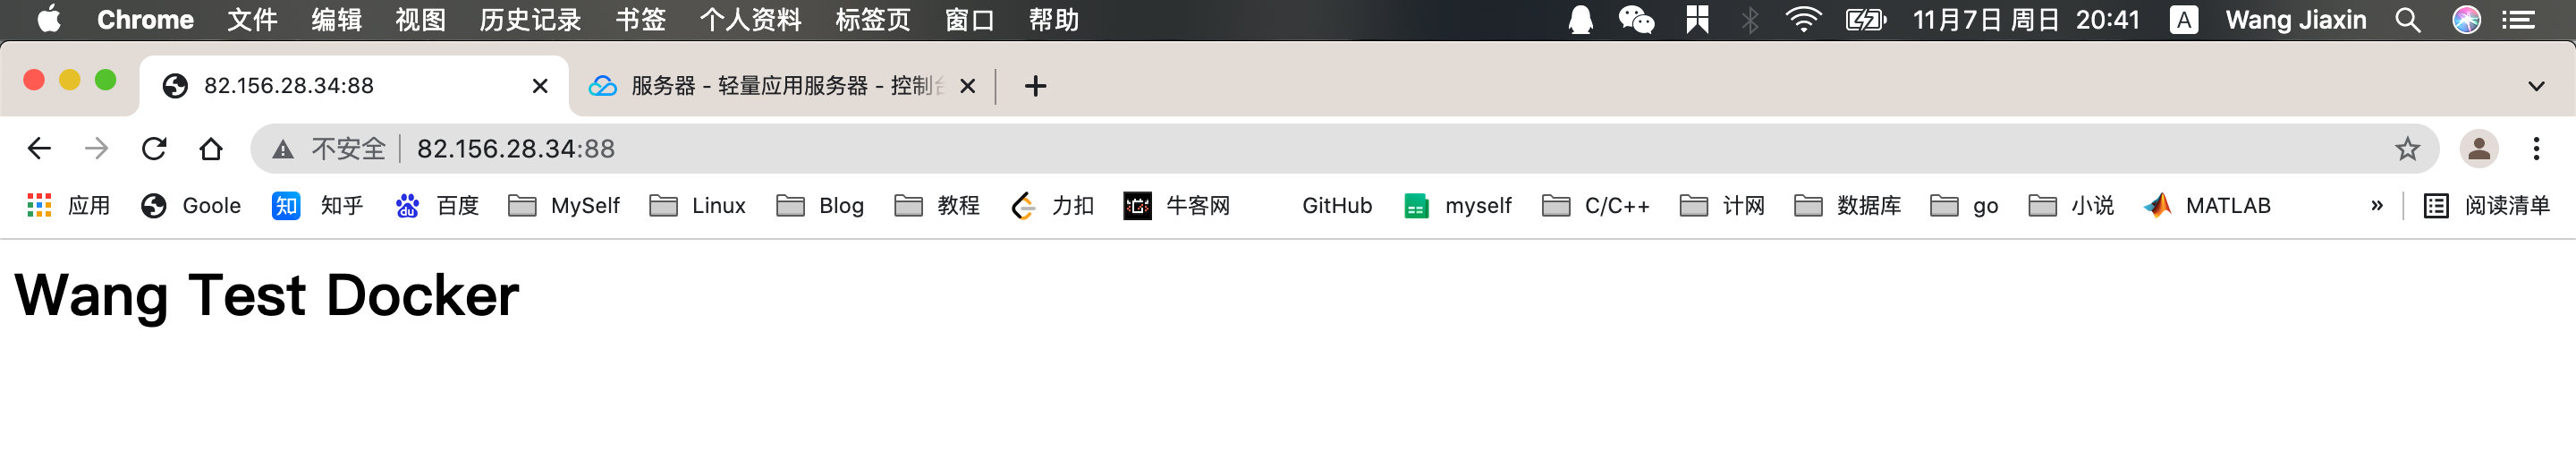 Chrome 文件 编辑 视图 历史记录 书签 个人资料 标签页 窗口 帮助 11月7日 周日 20:41 A Wang Jiaxin
82.156.28.34:88 服务器 - 轻量应用服务器 - 控制台
不安全 82.156.28.34:88
应用 Goole 知 知乎 du 百度 MySelf Linux Blog 教程 力扣 牛客网 GitHub myself C/C++ 计网 数据库 go 小说 MATLAB » 阅读清单
Wang Test Docker